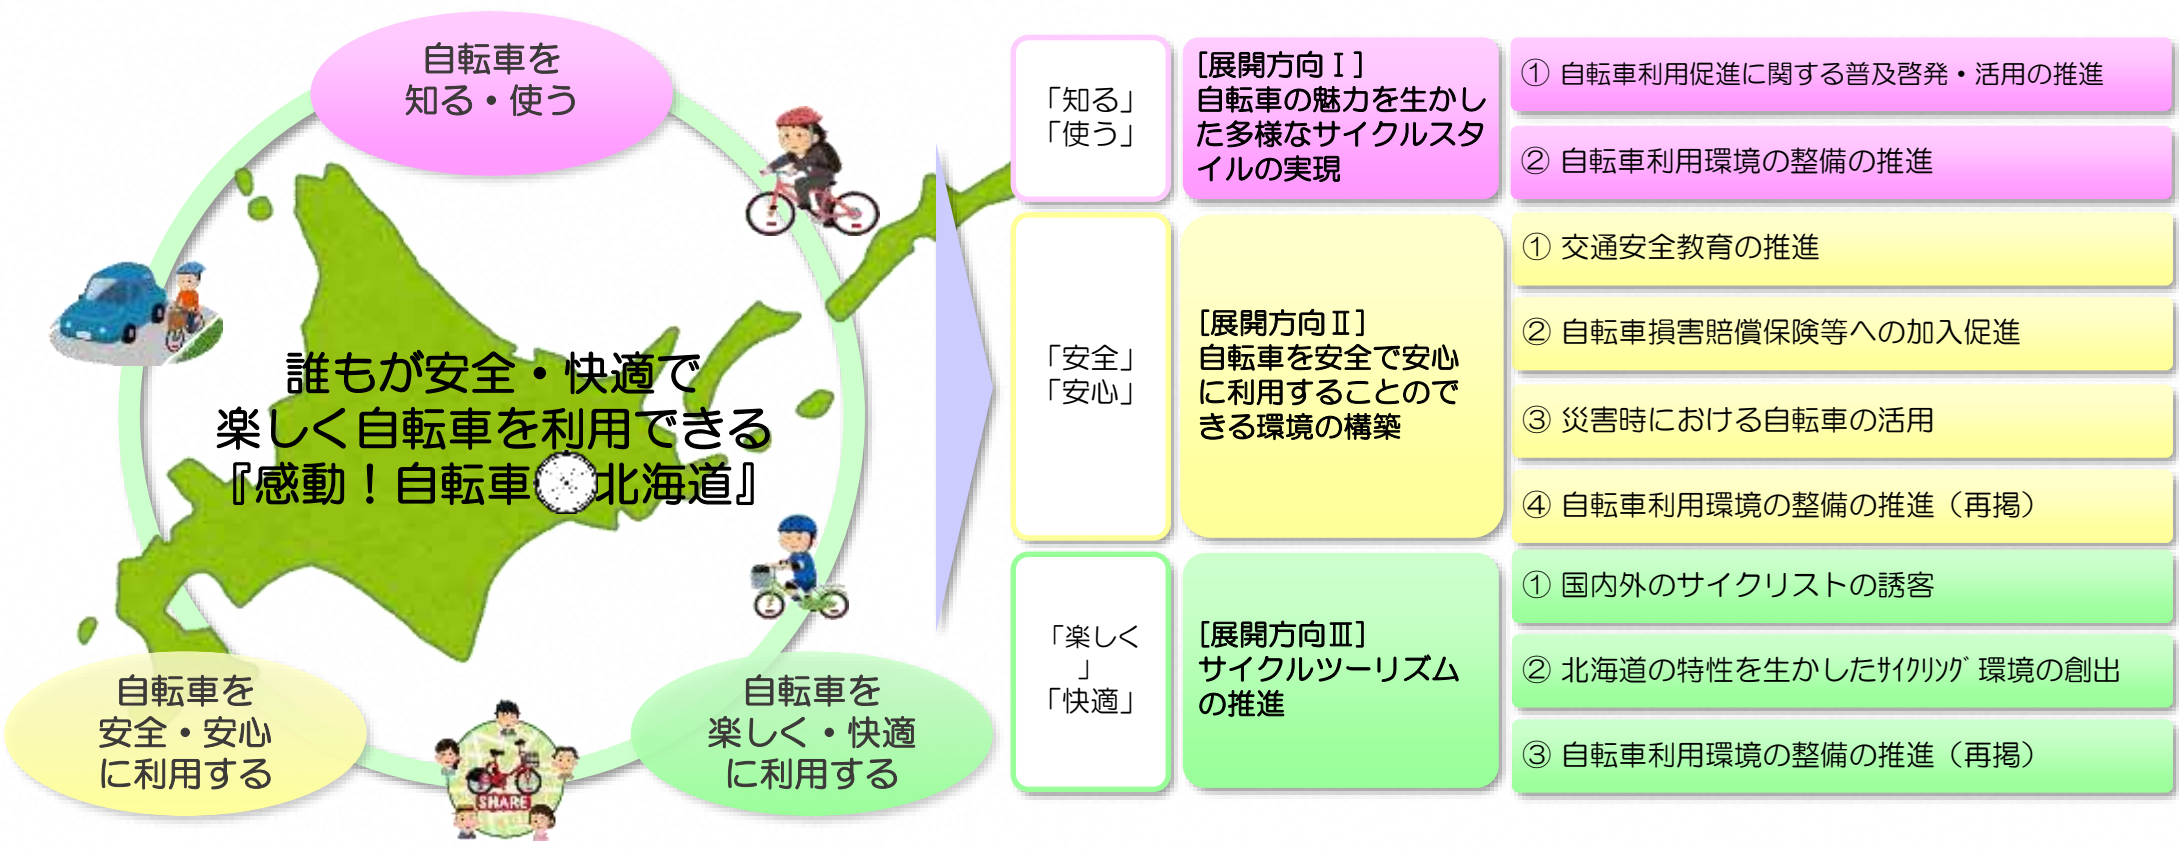 自転車を
知る・使う
誰もが安全・快適で
楽しく自転車を利用できる
『感動！自転車 北海道』
自転車を
安全・安心
に利用する
SHARE
自転車を
楽しく・快適
に利用する
「知る」
「使う」
[展開方向Ⅰ]
自転車の魅力を生かし
た多様なサイクルスタ
イルの実現
① 自転車利用促進に関する普及啓発・活用の推進
② 自転車利用環境の整備の推進
「安全」
「安心」
[展開方向Ⅱ]
自転車を安全で安心
に利用することので
きる環境の構築
① 交通安全教育の推進
② 自転車損害賠償保険等への加入促進
③ 災害時における自転車の活用
④ 自転車利用環境の整備の推進（再掲）
「楽しく
」
「快適」
[展開方向Ⅲ]
サイクルツーリズム
の推進
① 国内外のサイクリストの誘客
② 北海道の特性を生かしたｻｲｸﾘﾝｸﾞ環境の創出
③ 自転車利用環境の整備の推進（再掲）